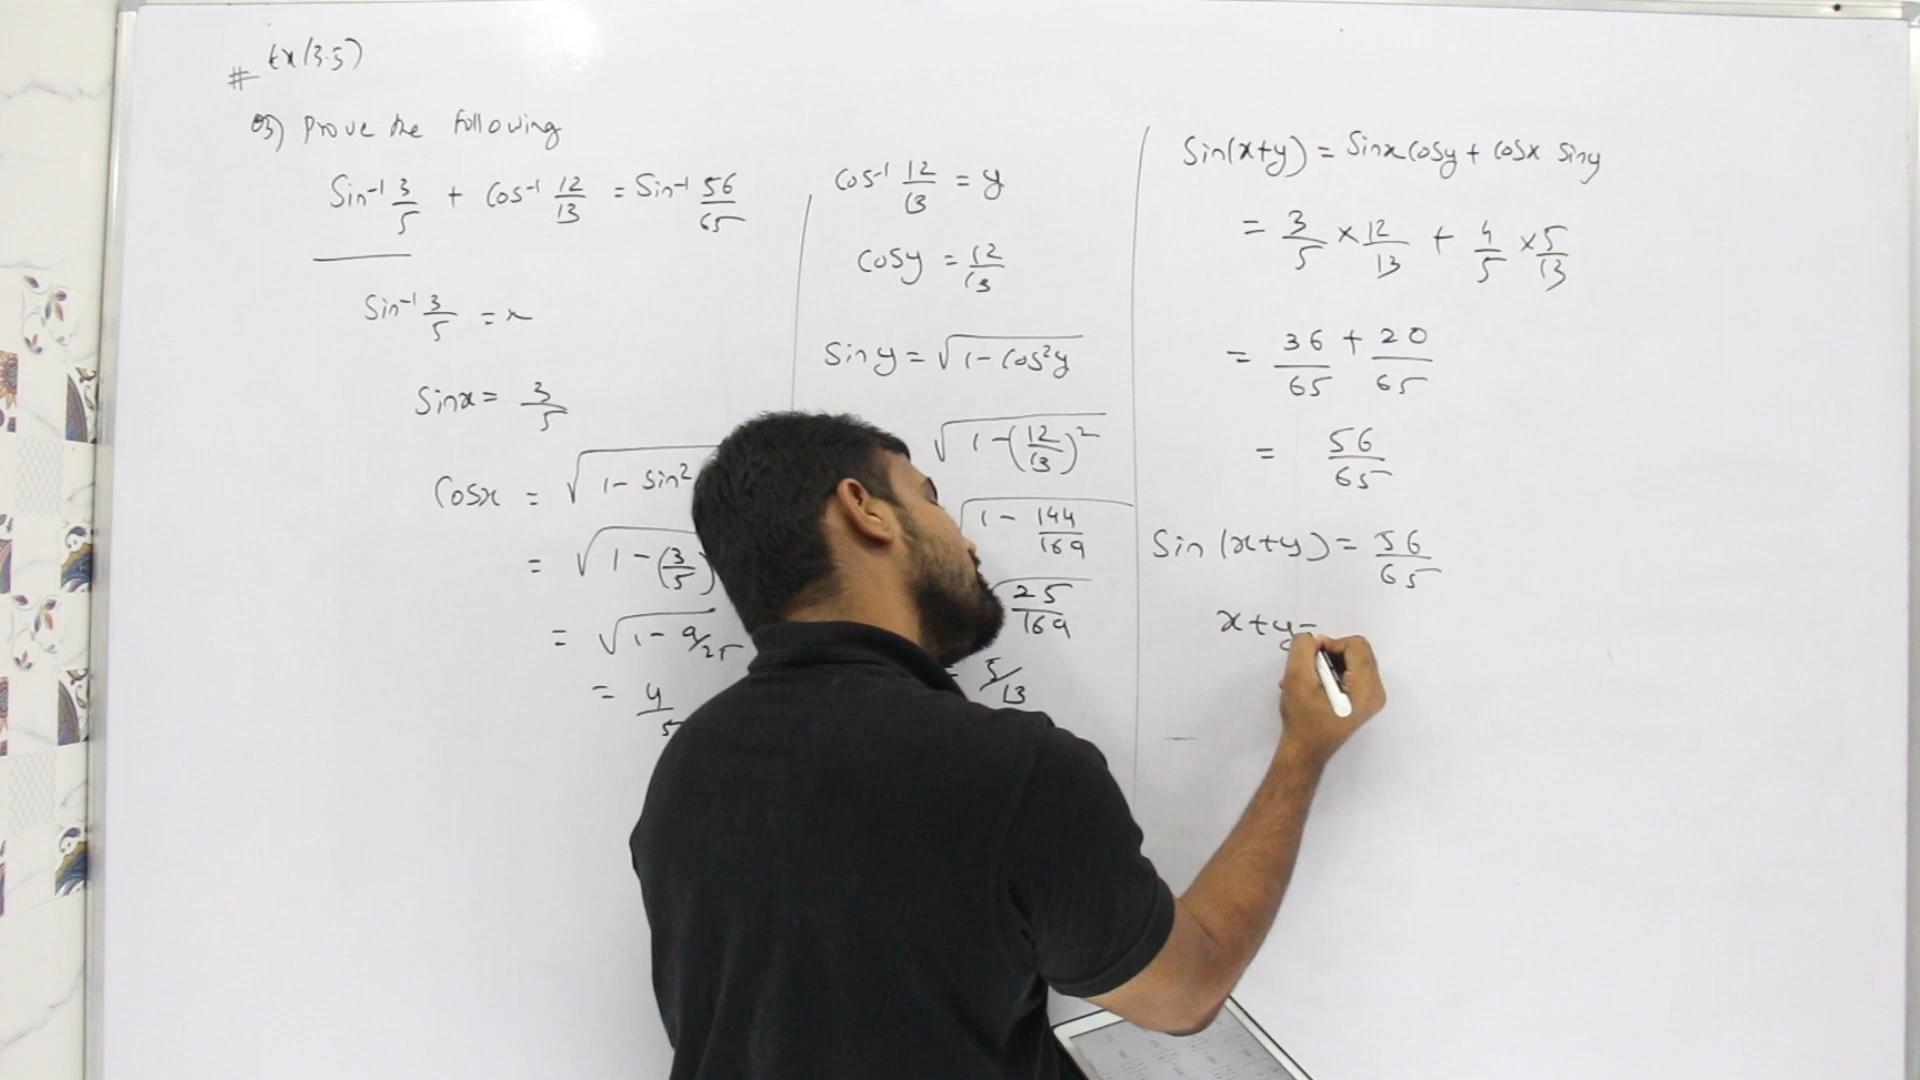 # Ex (3.5)
Q3) Prove the following
Sin⁻¹ 3/5 + Cos⁻¹ 12/13 = Sin⁻¹ 56/65
Sin⁻¹ 3/5 = x
Sinx = 3/5
Cosx = √(1 - Sin²
= √(1 - (3/5)
= √(1 - 9/25)
= 4/5
Cos⁻¹ 12/13 = y
Cosy = 12/13
Sin y = √(1 - Cos²y)
√(1 - (12/13)²)
√(1 - 144/169)
√(25/169)
= 5/13
Sin(x+y) = Sinx Cosy + Cosx Siny
= 3/5 × 12/13 + 4/5 × 5/13
= 36/65 + 20/65
= 56/65
Sin (x+y) = 56/65
x+y =